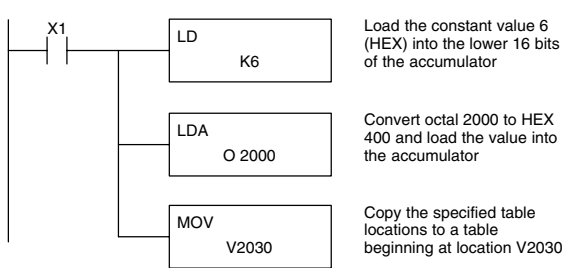 X1
LD
K6
Load the constant value 6
(HEX) into the lower 16 bits
of the accumulator
LDA
O 2000
Convert octal 2000 to HEX
400 and load the value into
the accumulator
MOV
V2030
Copy the specified table
locations to a table
beginning at location V2030